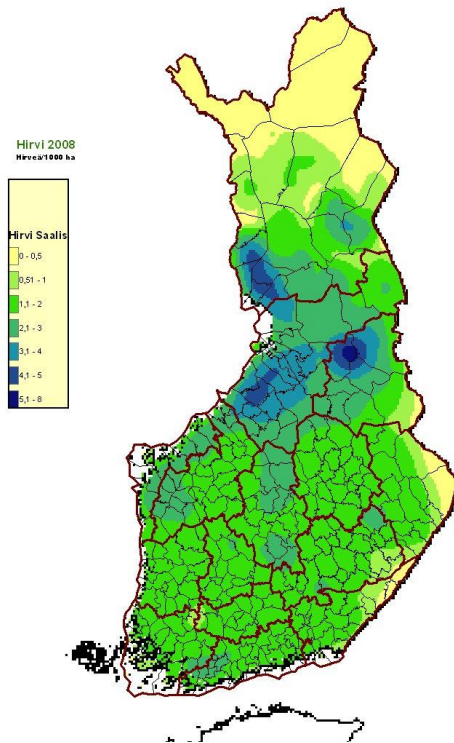 Hirvi 2008
Hirveä/1000 ha
Hirvi Saalis
0 - 0,5
0,51 - 1
1,1 - 2
2,1 - 3
3,1 - 4
4,1 - 5
5,1 - 8